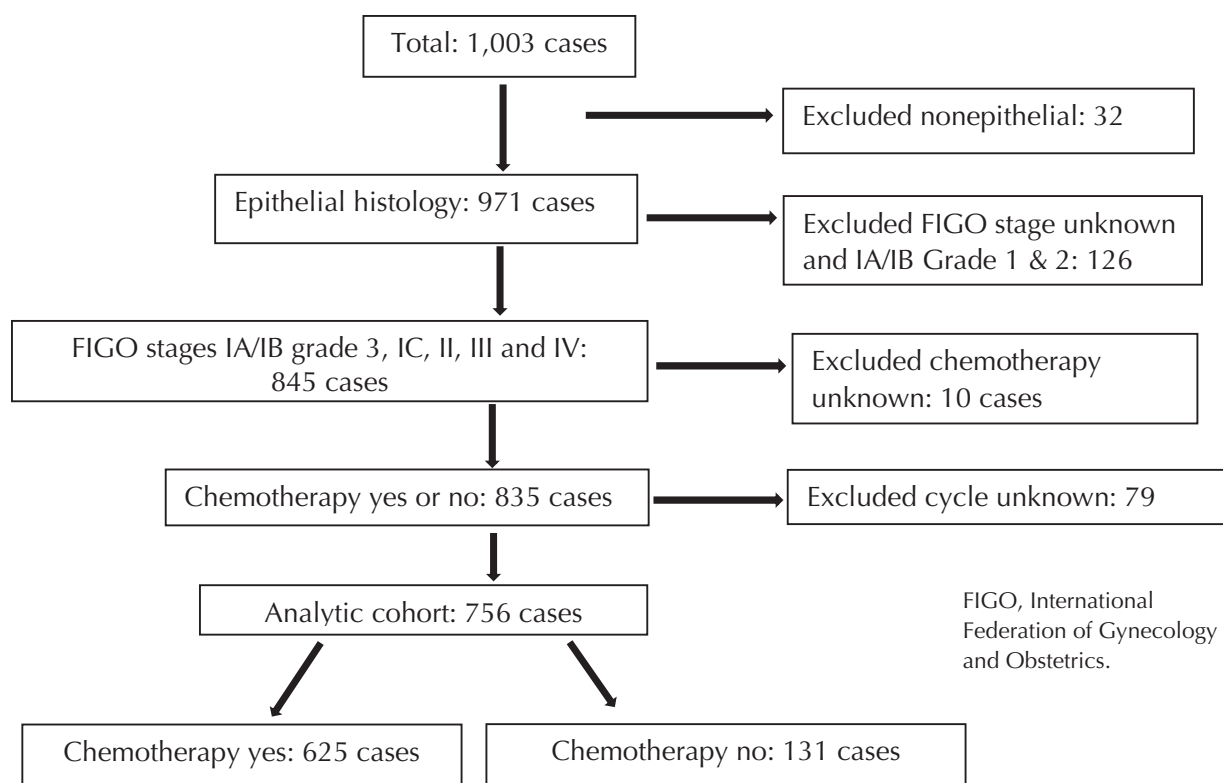 Total: 1,003 cases
Excluded nonepithelial: 32
Epithelial histology: 971 cases
Excluded FIGO stage unknown
and IA/IB Grade 1 & 2: 126
FIGO stages IA/IB grade 3, IC, II, III and IV:
845 cases
Excluded chemotherapy
unknown: 10 cases
Chemotherapy yes or no: 835 cases
Excluded cycle unknown: 79
Analytic cohort: 756 cases
FIGO, International
Federation of Gynecology
and Obstetrics.
Chemotherapy yes: 625 cases
Chemotherapy no: 131 cases